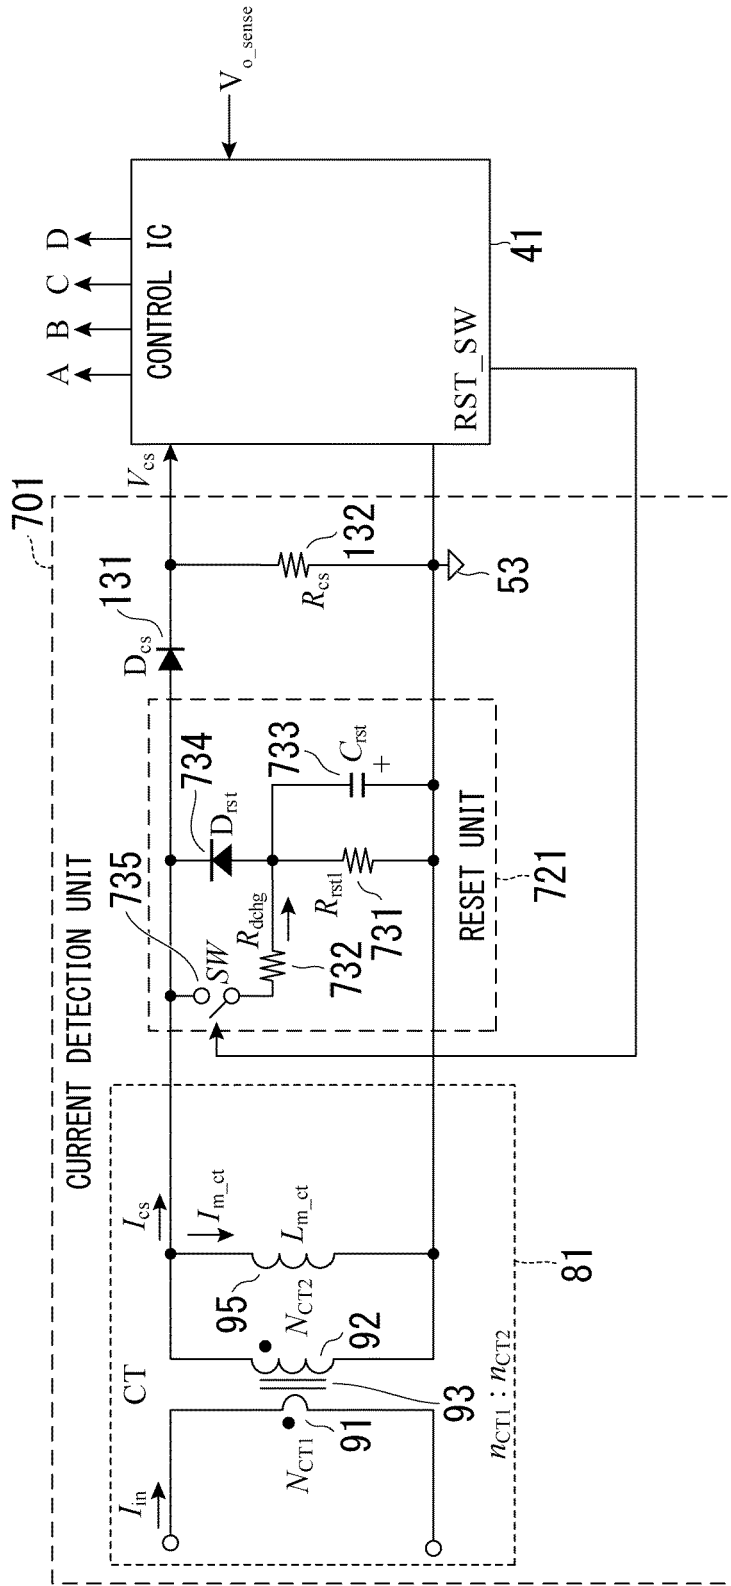 CURRENT DETECTION UNIT
701
CT
I_in
N_CT1
91
93
92
N_CT2
95
L_m_ct
I_cs
I_m_ct
n_CT1 : n_CT2
81
735
SW
R_dchg
732
734
D_rst
R_rst1
731
733
C_rst
+
RESET UNIT
721
D_cs
131
R_cs
132
53
V_cs
A
B
C
D
CONTROL IC
RST_SW
41
V_o_sense